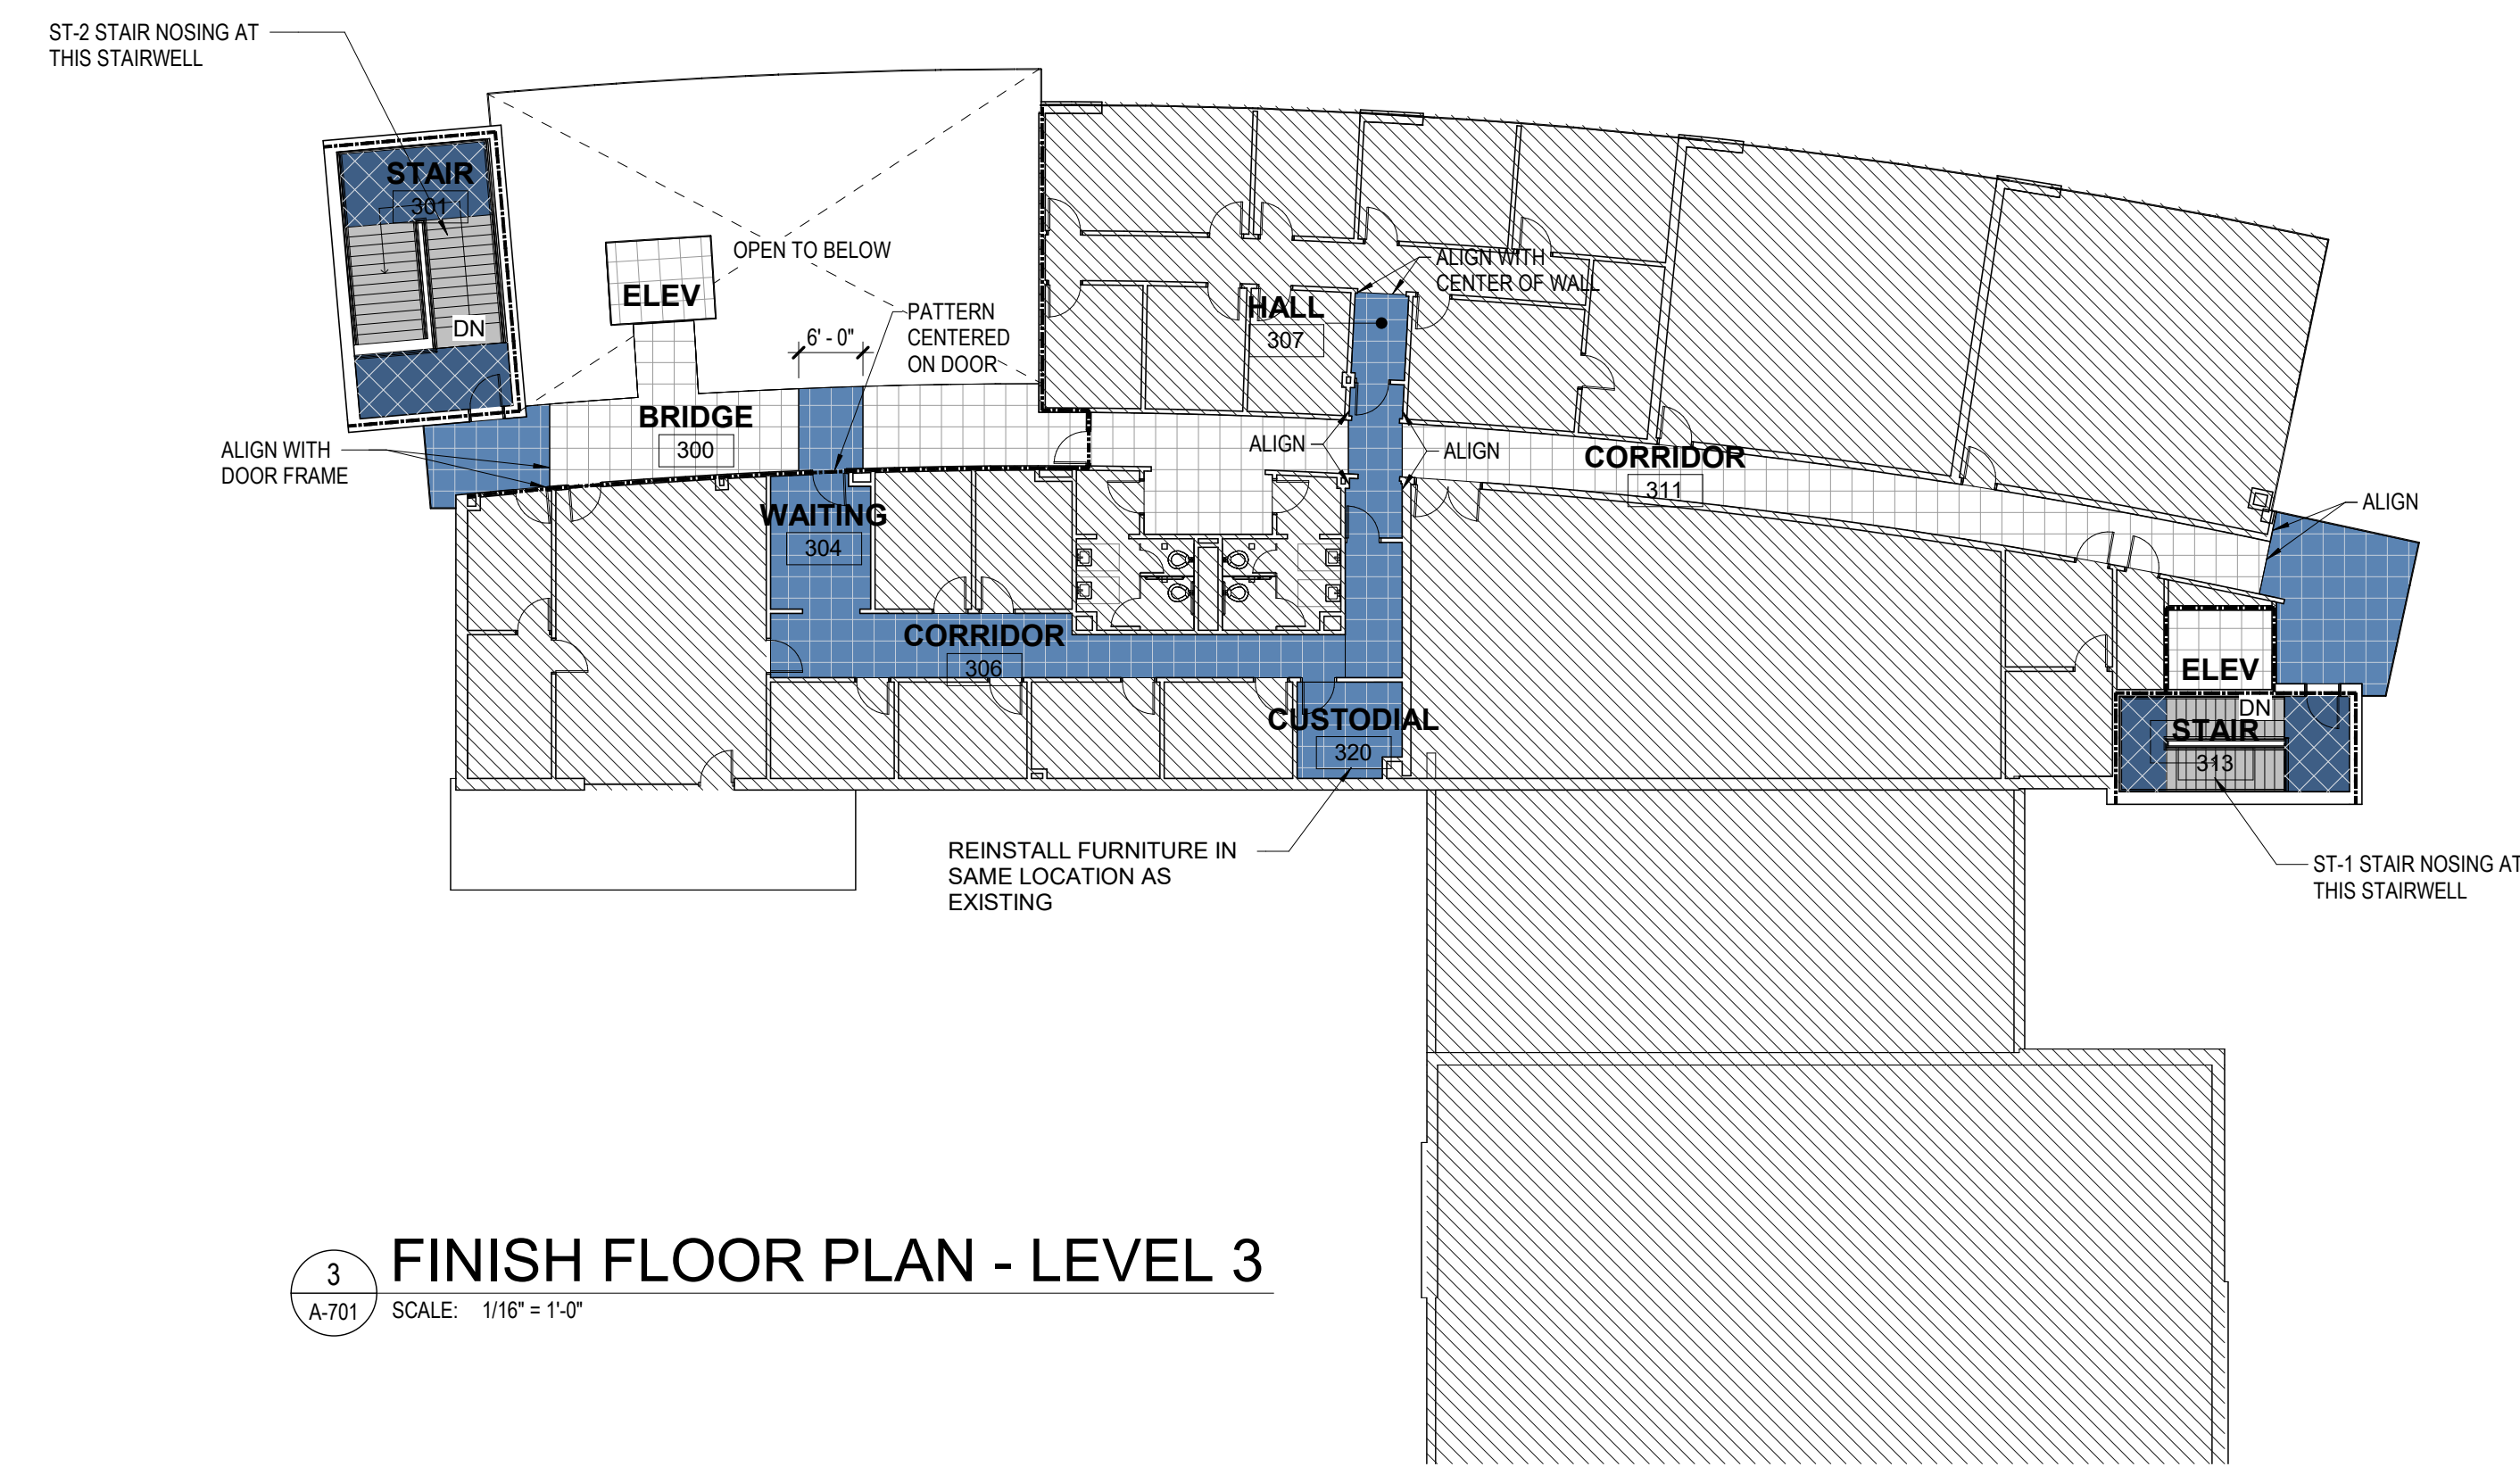 ST-2 STAIR NOSING AT
THIS STAIRWELL
STAIR
301
DN
OPEN TO BELOW
ELEV
6' - 0"
PATTERN
CENTERED
ON DOOR
ALIGN WITH
CENTER OF WALL
HALL
307
BRIDGE
300
ALIGN WITH
DOOR FRAME
ALIGN
ALIGN
CORRIDOR
311
ALIGN
WAITING
304
CORRIDOR
306
ELEV
DN
STAIR
313
CUSTODIAL
320
REINSTALL FURNITURE IN
SAME LOCATION AS
EXISTING
ST-1 STAIR NOSING AT
THIS STAIRWELL
3
A-701
FINISH FLOOR PLAN - LEVEL 3
SCALE: 1/16" = 1'-0"